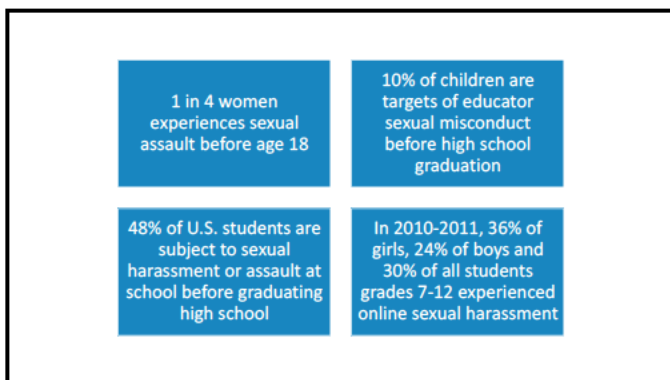 1 in 4 women
experiences sexual
assault before age 18
10% of children are
targets of educator
sexual misconduct
before high school
graduation
48% of U.S. students are
subject to sexual
harassment or assault at
school before graduating
high school
In 2010-2011, 36% of
girls, 24% of boys and
30% of all students
grades 7-12 experienced
online sexual harassment